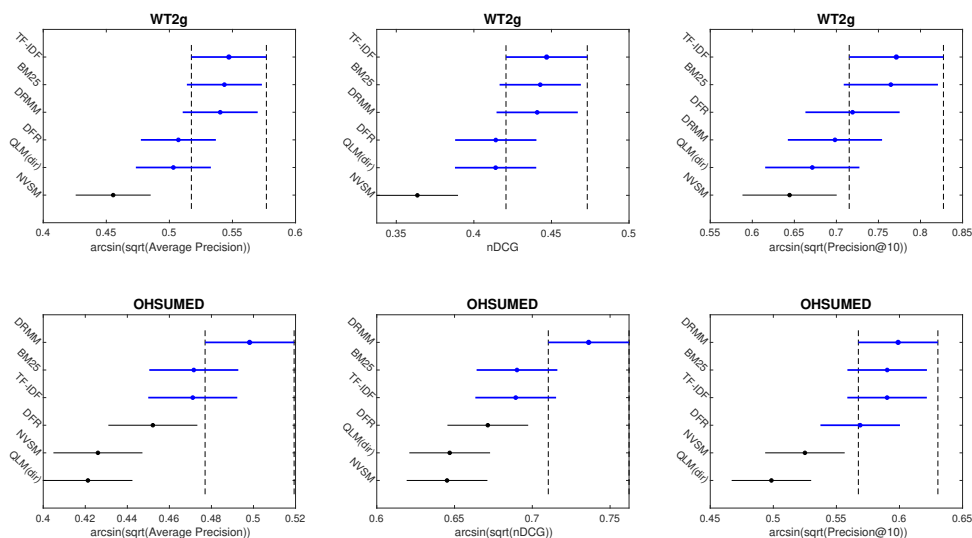 WT2g
TF-IDF
BM25
DRMM
DFR
QLM(dir)
NVSM
0.4 0.45 0.5 0.55 0.6
arcsin(sqrt(Average Precision))
WT2g
TF-IDF
BM25
DRMM
DFR
QLM(dir)
NVSM
0.35 0.4 0.45 0.5
nDCG
WT2g
TF-IDF
BM25
DFR
DRMM
QLM(dir)
NVSM
0.55 0.6 0.65 0.7 0.75 0.8 0.85
arcsin(sqrt(Precision@10))
OHSUMED
DRMM
BM25
TF-IDF
DFR
NVSM
QLM(dir)
0.4 0.42 0.44 0.46 0.48 0.5 0.52
arcsin(sqrt(Average Precision))
OHSUMED
DRMM
BM25
TF-IDF
DFR
QLM(dir)
NVSM
0.6 0.65 0.7 0.75
arcsin(sqrt(nDCG))
OHSUMED
DRMM
BM25
TF-IDF
DFR
NVSM
QLM(dir)
0.45 0.5 0.55 0.6 0.65
arcsin(sqrt(Precision@10))